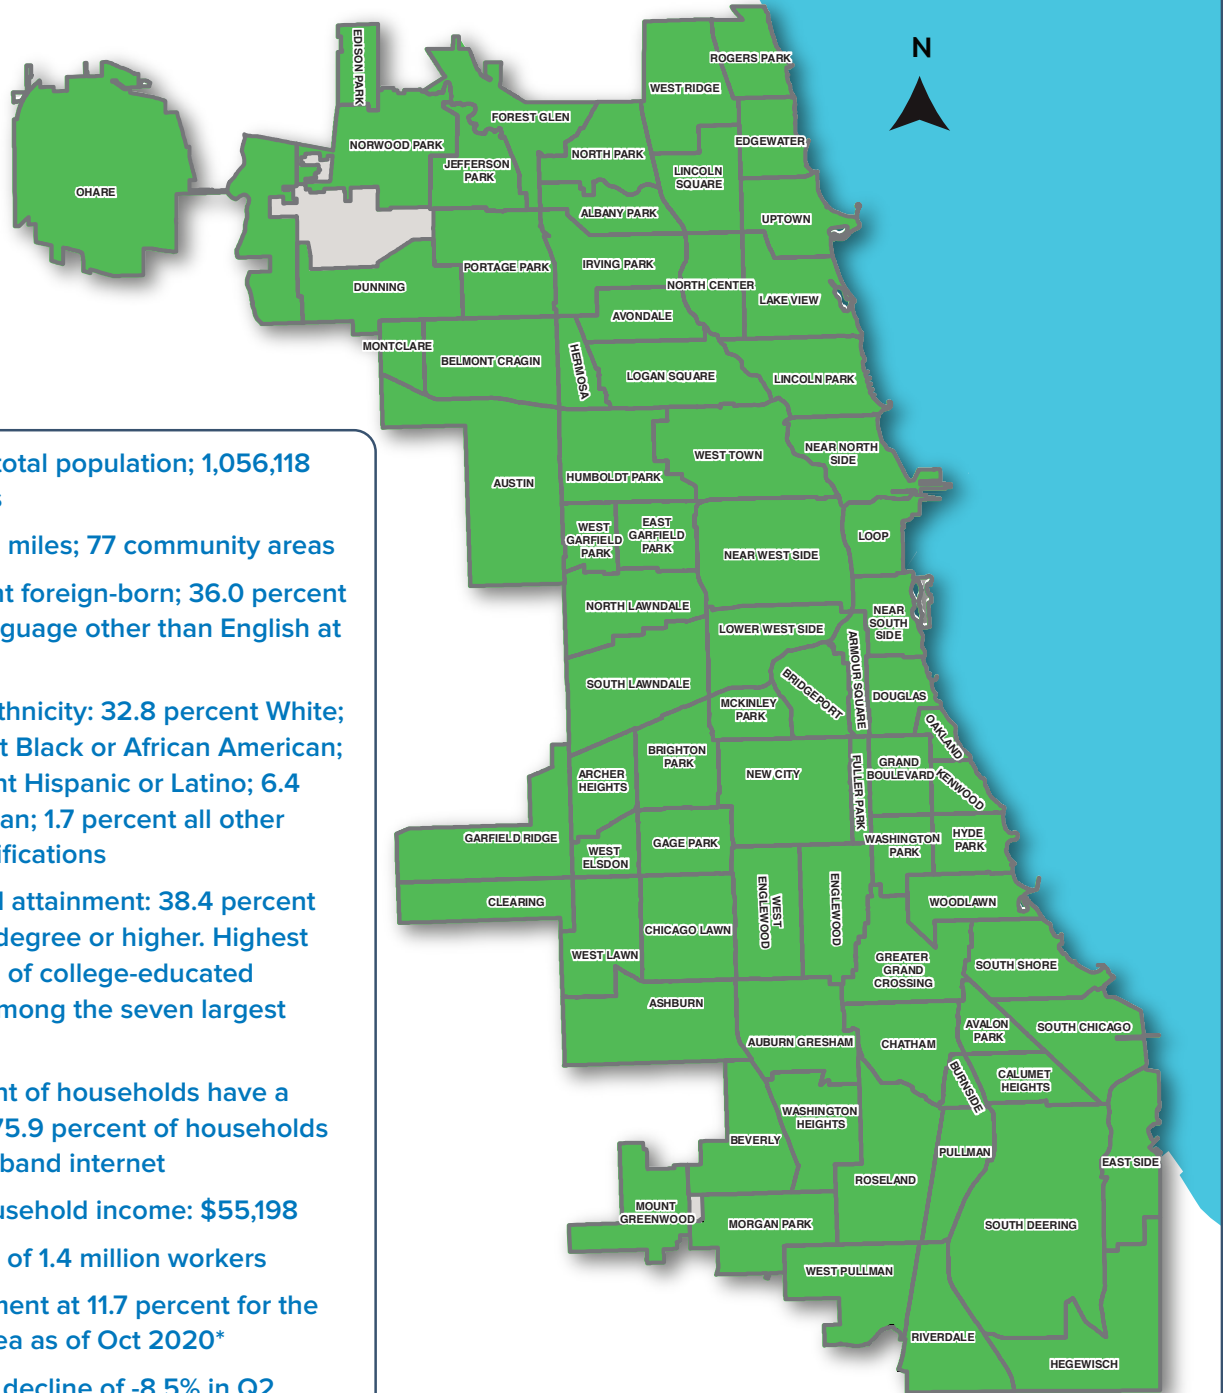 N
ROGERS PARK
WEST RIDGE
EDISON PARK
FOREST GLEN
NORWOOD PARK
JEFFERSON
PARK
NORTH PARK
EDGEWATER
LINCOLN
SQUARE
OHARE
ALBANY PARK
UPTOWN
PORTAGE PARK
IRVING PARK
DUNNING
NORTH CENTER
LAKE VIEW
AVONDALE
MONTCLARE
BELMONT CRAGIN
HERMOSA
LOGAN SQUARE
LINCOLN PARK
AUSTIN
HUMBOLDT PARK
WEST TOWN
NEAR NORTH
SIDE
WEST
GARFIELD
PARK
EAST
GARFIELD
PARK
NEAR WEST SIDE
LOOP
NORTH LAWNDALE
LOWER WEST SIDE
NEAR
SOUTH
SIDE
ARMOUR SQUARE
SOUTH LAWNDALE
BRIDGEPORT
MCKINLEY
PARK
DOUGLAS
OAKLAND
BRIGHTON
PARK
ARCHER
HEIGHTS
NEW CITY
FULLER PARK
GRAND
BOULEVARD
KENWOOD
GARFIELD RIDGE
WEST
ELSDON
GAGE PARK
WASHINGTON
PARK
HYDE
PARK
CLEARING
WEST
ENGLEWOOD
ENGLEWOOD
WOODLAWN
CHICAGO LAWN
WEST LAWN
GREATER
GRAND
CROSSING
SOUTH SHORE
ASHBURN
AUBURN GRESHAM
CHATHAM
AVALON
PARK
SOUTH CHICAGO
BURNSIDE
CALUMET
HEIGHTS
WASHINGTON
HEIGHTS
BEVERLY
PULLMAN
EAST SIDE
ROSELAND
MOUNT
GREENWOOD
MORGAN PARK
SOUTH DEERING
WEST PULLMAN
RIVERDALE
HEGEWISCH
total population; 1,056,118
s
miles; 77 community areas
nt foreign-born; 36.0 percent
guage other than English at
thnicity: 32.8 percent White;
t Black or African American;
nt Hispanic or Latino; 6.4
an; 1.7 percent all other
ifications
l attainment: 38.4 percent
degree or higher. Highest
of college-educated
mong the seven largest
nt of households have a
75.9 percent of households
band internet
usehold income: $55,198
of 1.4 million workers
ment at 11.7 percent for the
ea as of Oct 2020*
decline of -8.5% in Q2